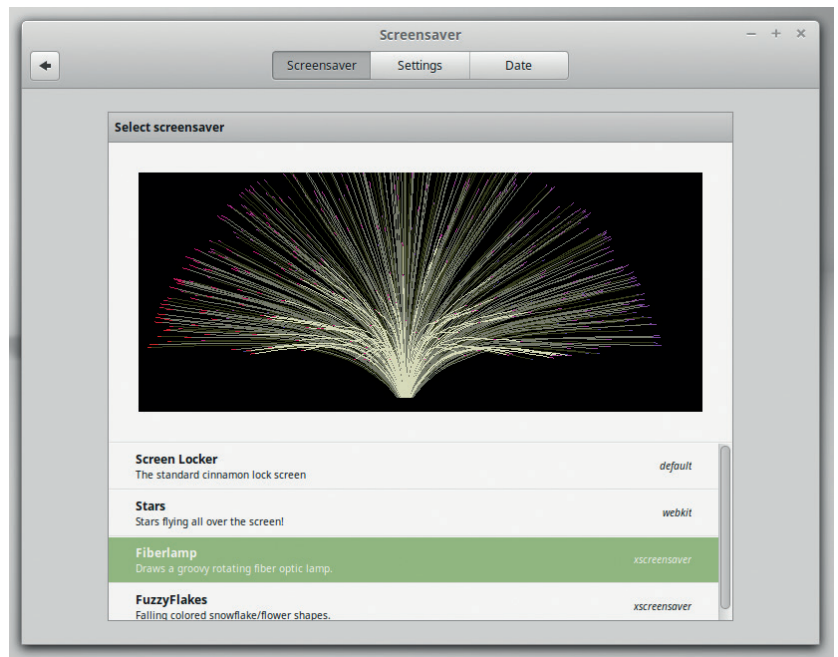 Screensaver
Screensaver Settings Date
Select screensaver
Screen Locker
The standard cinnamon lock screen
default
Stars
Stars flying all over the screen!
webkit
Fiberlamp
Draws a groovy rotating fiber optic lamp.
xscreensaver
FuzzyFlakes
Falling colored snowflake/flower shapes.
xscreensaver